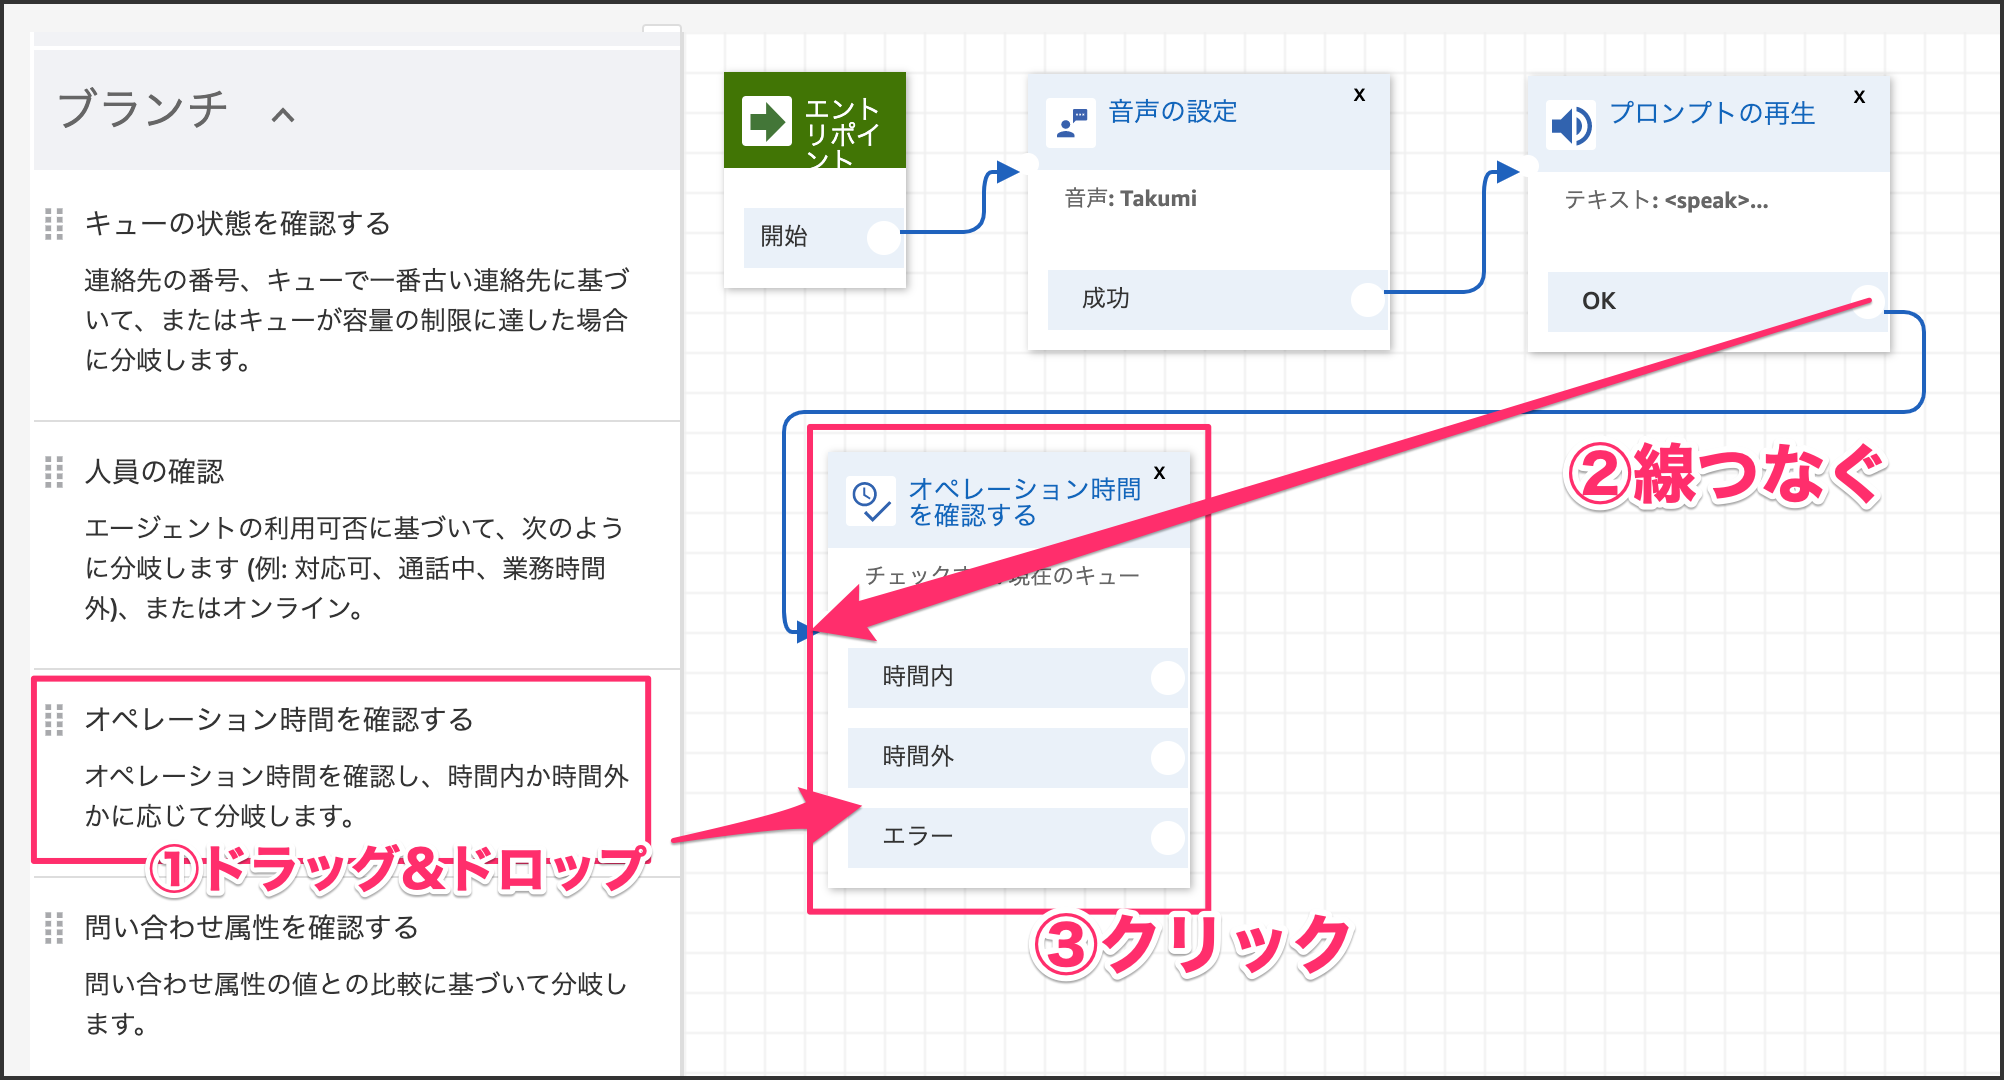 ブランチ
キューの状態を確認する
連絡先の番号、キューで一番古い連絡先に基づ
いて、またはキューが容量の制限に達した場合
に分岐します。
人員の確認
エージェントの利用可否に基づいて、次のよう
に分岐します (例: 対応可、通話中、業務時間
外)、またはオンライン。
オペレーション時間を確認する
オペレーション時間を確認し、時間内か時間外
かに応じて分岐します。
①ドラッグ&ドロップ
問い合わせ属性を確認する
問い合わせ属性の値との比較に基づいて分岐し
ます。
エント
リポイ
ント
開始
音声の設定
x
音声: Takumi
成功
プロンプトの再生
x
テキスト: <speak>...
OK
②線つなぐ
オペレーション時間
を確認する
x
チェックす 現在のキュー
時間内
時間外
エラー
③クリック